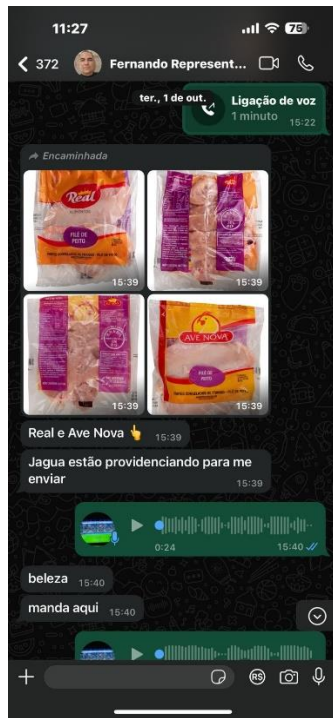 11:27
75
372
Fernando Represent...
ter., 1 de out.
Ligação de voz
1 minuto
15:22
Encaminhada
Real
FILÉ DE
PEITO
15:39
15:39
15:39
AVE NOVA
FILÉ DE
PEITO
15:39
Real e Ave Nova 👆 15:39
Jagua estão providenciando para me
enviar
15:39
0:24
15:40
beleza 15:40
manda aqui 15:40
R$